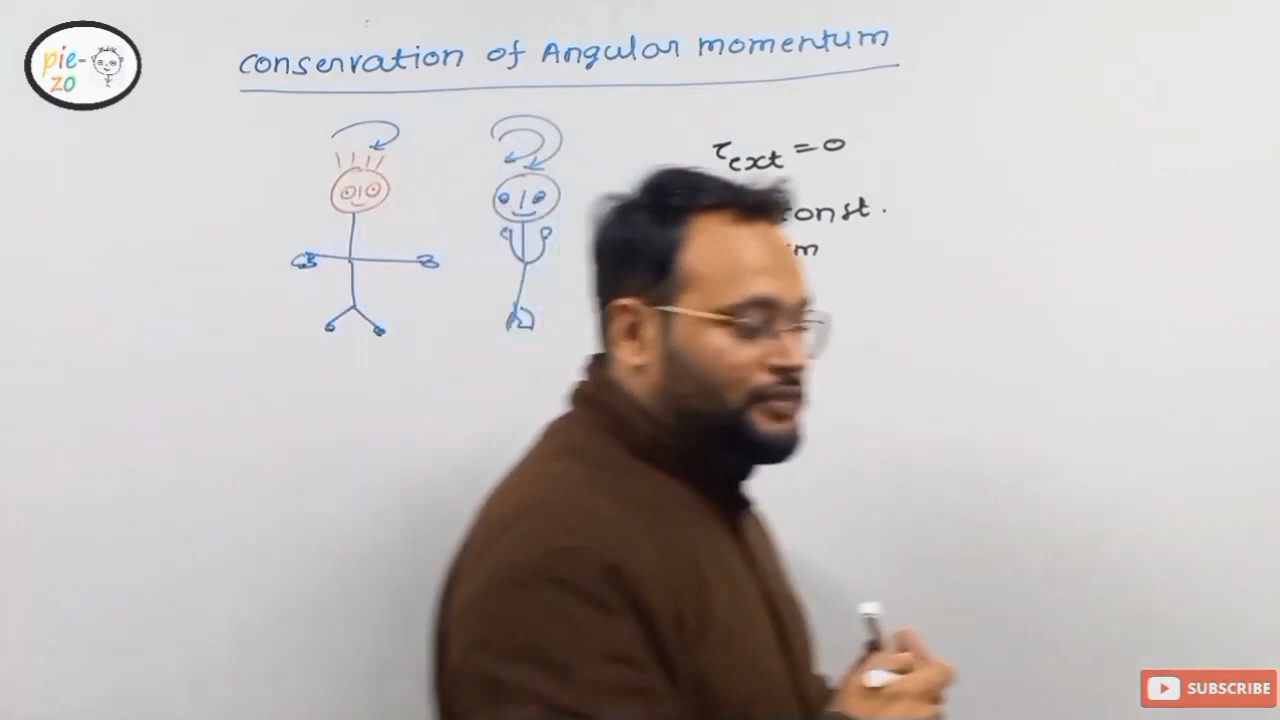 pie-
zo
conservation of Angular momentum
τext = 0
const.
m
SUBSCRIBE